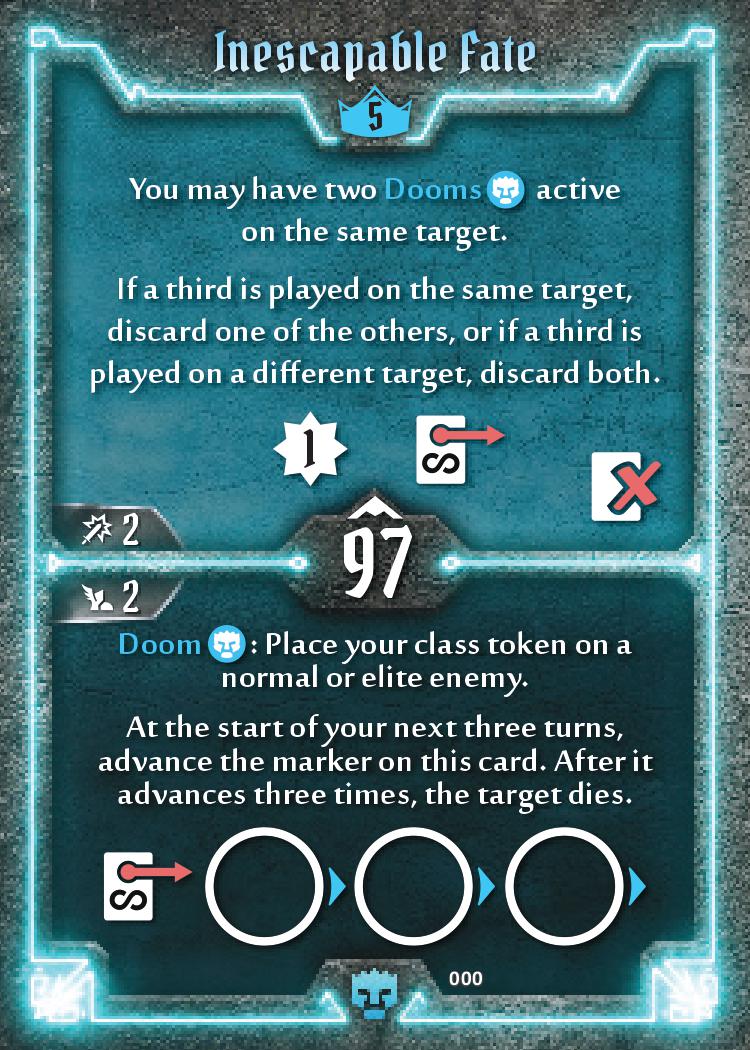 Inescapable Fate
5
You may have two Dooms active
on the same target.
If a third is played on the same target,
discard one of the others, or if a third is
played on a different target, discard both.
1
2
97
2
Doom : Place your class token on a
normal or elite enemy.
At the start of your next three turns,
advance the marker on this card. After it
advances three times, the target dies.
000